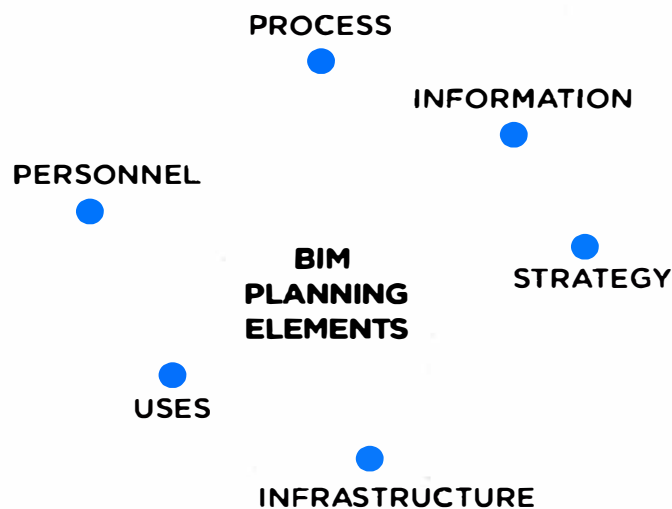 PROCESS
INFORMATION
PERSONNEL
BIM
PLANNING
ELEMENTS
STRATEGY
USES
INFRASTRUCTURE